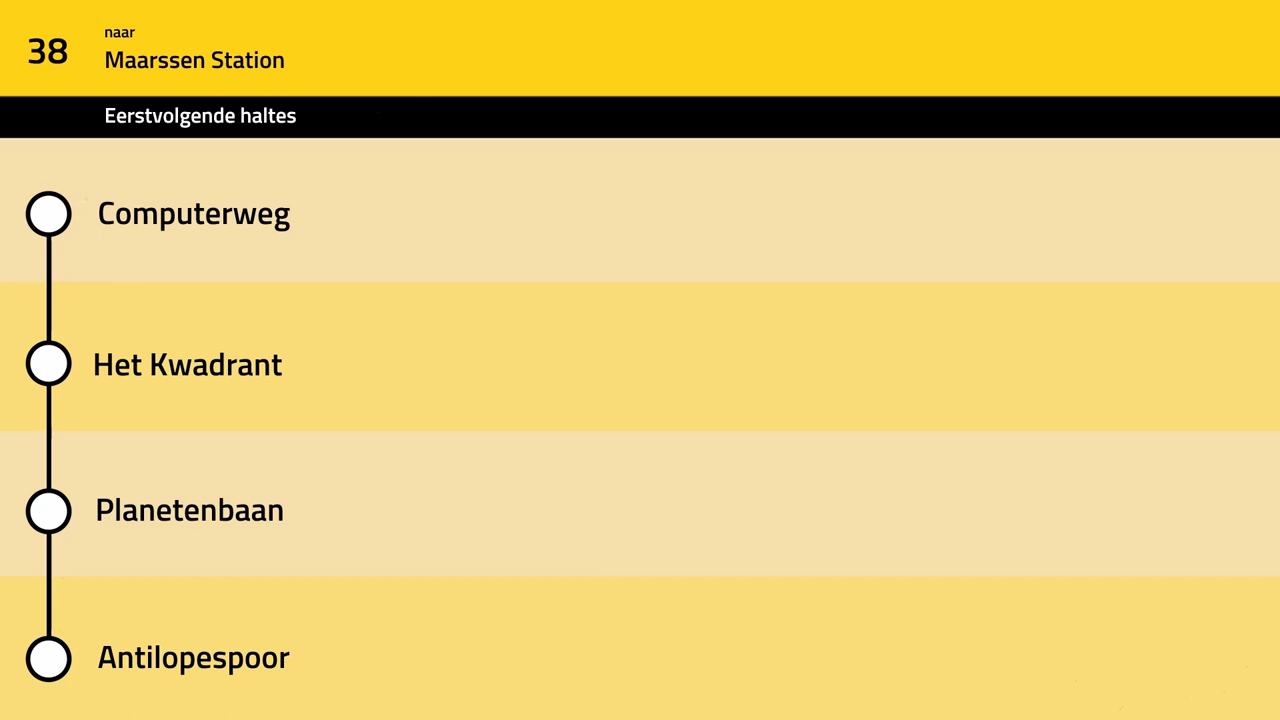 38
naar
Maarssen Station
Eerstvolgende haltes
Computerweg
Het Kwadrant
Planetenbaan
Antilopespoor